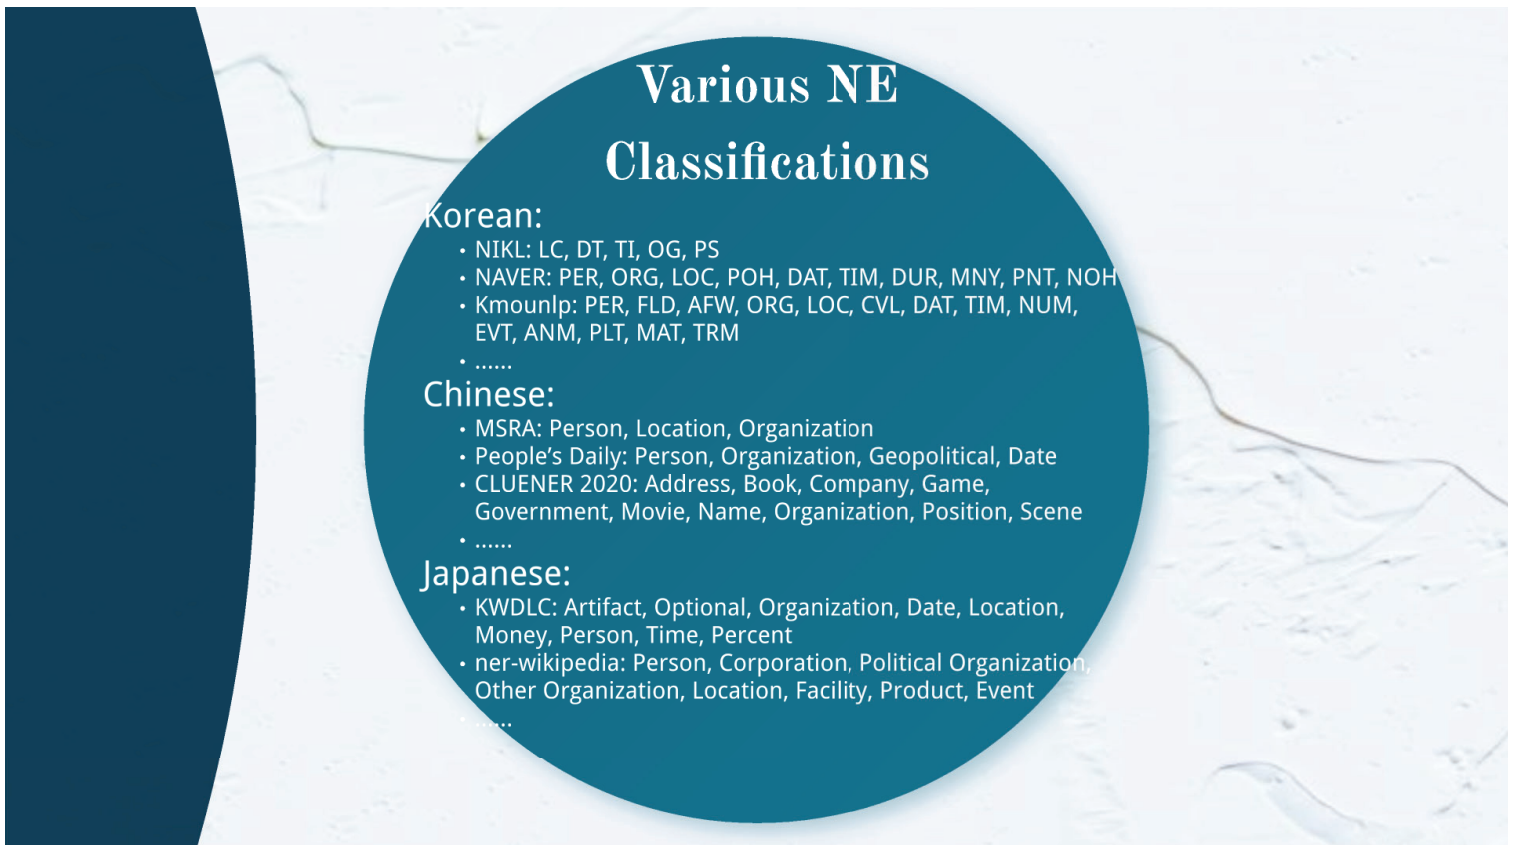 Various NE
Classifications
Korean:
• NIKL: LC, DT, TI, OG, PS
• NAVER: PER, ORG, LOC, POH, DAT, TIM, DUR, MNY, PNT, NOH
• Kmounlp: PER, FLD, AFW, ORG, LOC, CVL, DAT, TIM, NUM,
EVT, ANM, PLT, MAT, TRM
• ......
Chinese:
• MSRA: Person, Location, Organization
• People’s Daily: Person, Organization, Geopolitical, Date
• CLUENER 2020: Address, Book, Company, Game,
Government, Movie, Name, Organization, Position, Scene
• ......
Japanese:
• KWDLC: Artifact, Optional, Organization, Date, Location,
Money, Person, Time, Percent
• ner-wikipedia: Person, Corporation, Political Organization,
Other Organization, Location, Facility, Product, Event
• ......